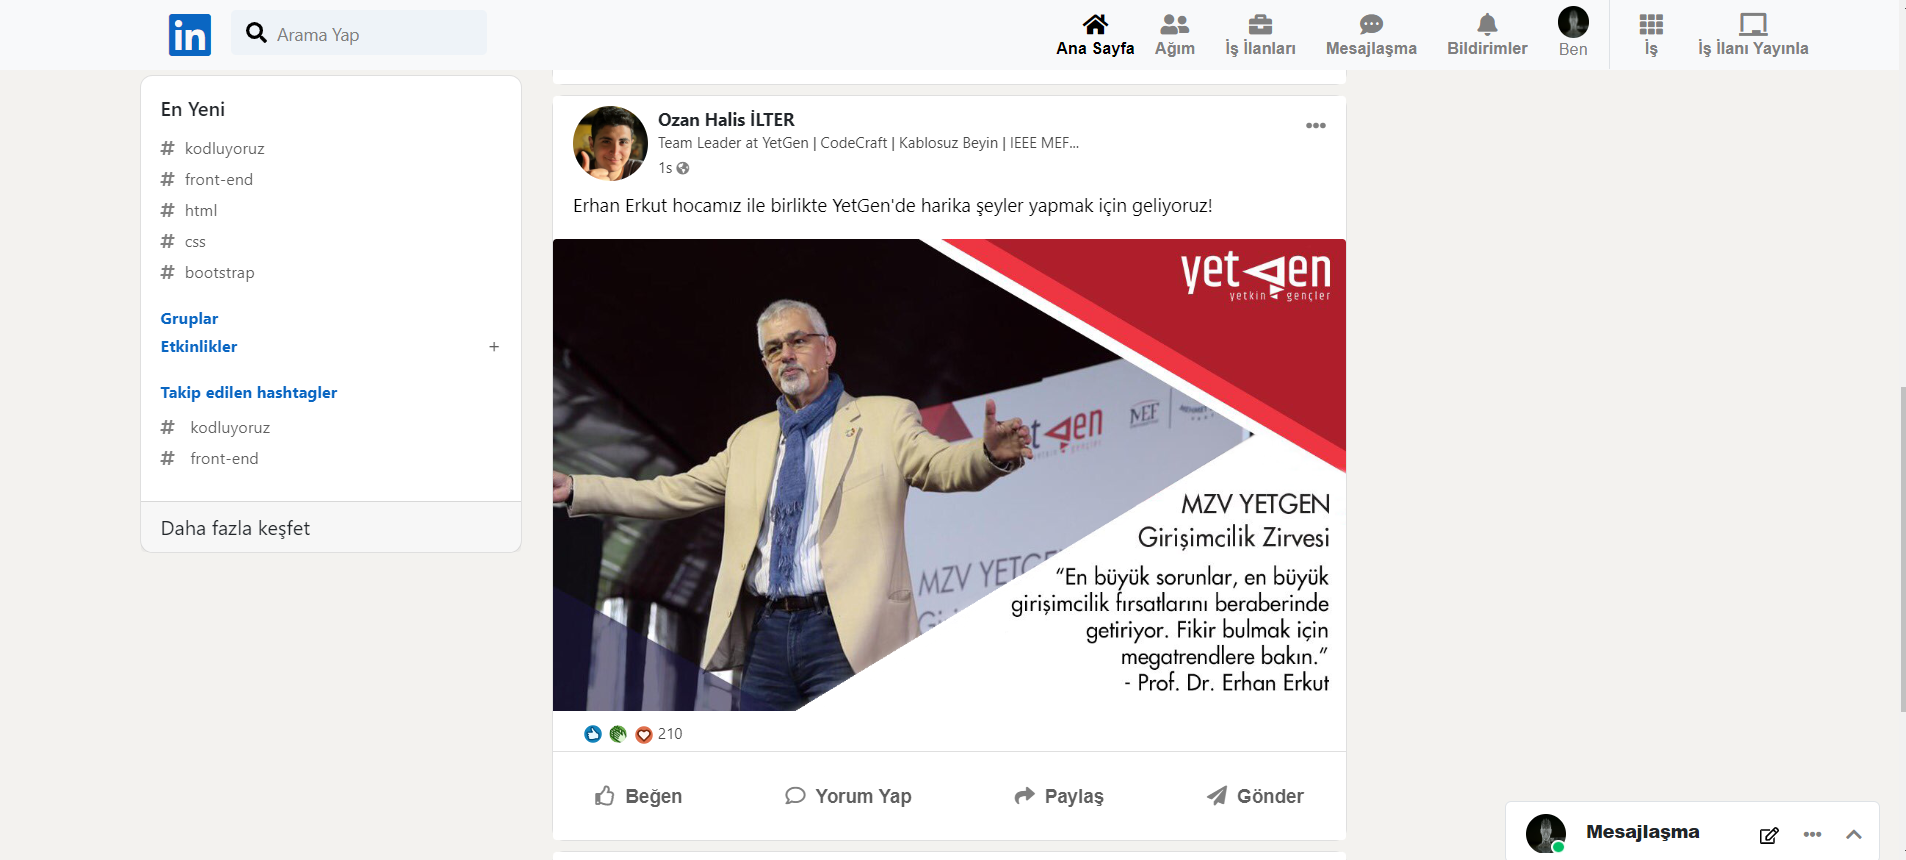 in
Arama Yap
Ana Sayfa
Ağım
İş İlanları
Mesajlaşma
Bildirimler
Ben
İş
İş İlanı Yayınla
En Yeni
# kodluyoruz
# front-end
# html
# css
# bootstrap
Gruplar
Etkinlikler +
Takip edilen hashtagler
# kodluyoruz
# front-end
Daha fazla keşfet
Ozan Halis İLTER
Team Leader at YetGen | CodeCraft | Kablosuz Beyin | IEEE MEF...
1s
Erhan Erkut hocamız ile birlikte YetGen'de harika şeyler yapmak için geliyoruz!
yetgen
yetkin gençler
MEF
MZV YETGEN
Girişimcilik Zirvesi
“En büyük sorunlar, en büyük
girişimcilik fırsatlarını beraberinde
getiriyor. Fikir bulmak için
megatrendlere bakın.”
- Prof. Dr. Erhan Erkut
210
Beğen
Yorum Yap
Paylaş
Gönder
Mesajlaşma